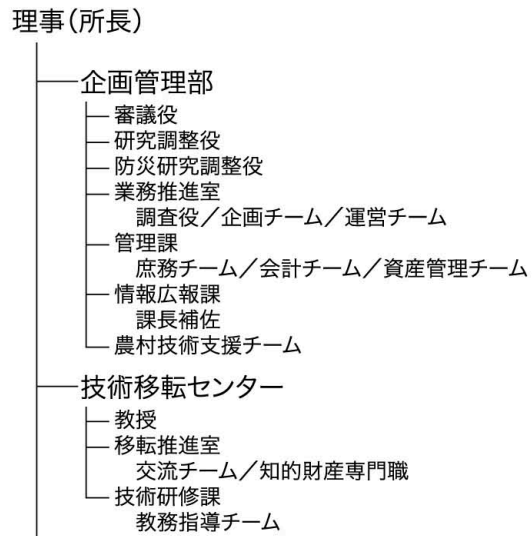 理事（所長）
企画管理部
審議役
研究調整役
防災研究調整役
業務推進室
調査役／企画チーム／運営チーム
管理課
庶務チーム／会計チーム／資産管理チーム
情報広報課
課長補佐
農村技術支援チーム
技術移転センター
教授
移転推進室
交流チーム／知的財産専門職
技術研修課
教務指導チーム